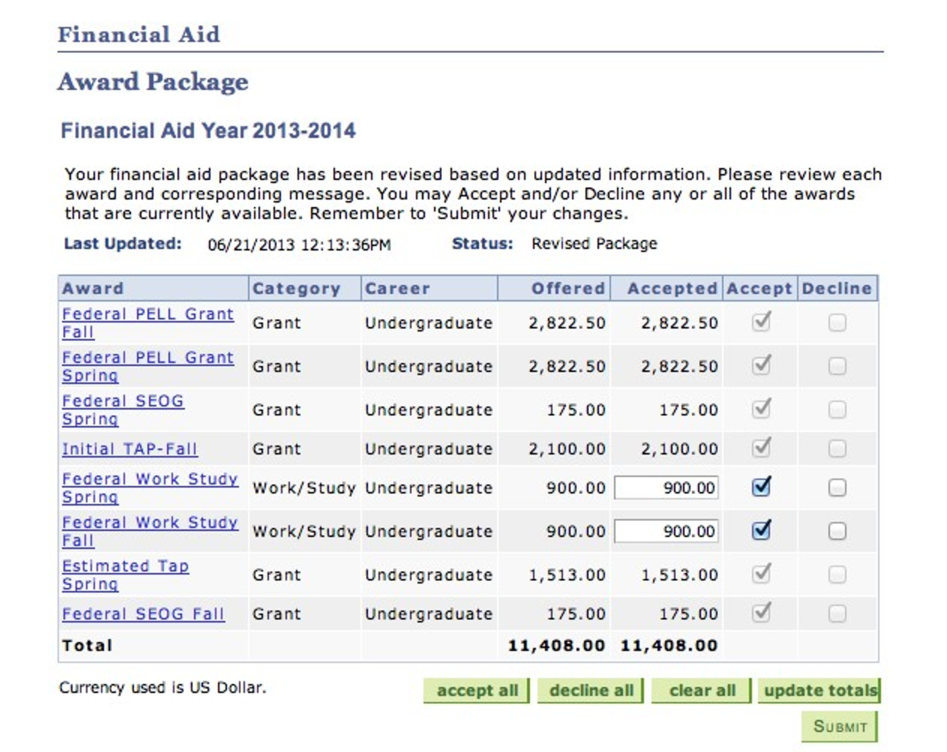 Financial Aid
Award Package
Financial Aid Year 2013-2014
Your financial aid package has been revised based on updated information. Please review each
award and corresponding message. You may Accept and/or Decline any or all of the awards
that are currently available. Remember to 'Submit' your changes.
Last Updated: 06/21/2013 12:13:36PM Status: Revised Package
Award Category Career Offered Accepted Accept Decline
Federal PELL Grant
Fall Grant Undergraduate 2,822.50 2,822.50
Federal PELL Grant
Spring Grant Undergraduate 2,822.50 2,822.50
Federal SEOG
Spring Grant Undergraduate 175.00 175.00
Initial TAP-Fall Grant Undergraduate 2,100.00 2,100.00
Federal Work Study
Spring Work/Study Undergraduate 900.00 900.00
Federal Work Study
Fall Work/Study Undergraduate 900.00 900.00
Estimated Tap
Spring Grant Undergraduate 1,513.00 1,513.00
Federal SEOG Fall Grant Undergraduate 175.00 175.00
Total 11,408.00 11,408.00
Currency used is US Dollar. accept all decline all clear all update totals
SUBMIT